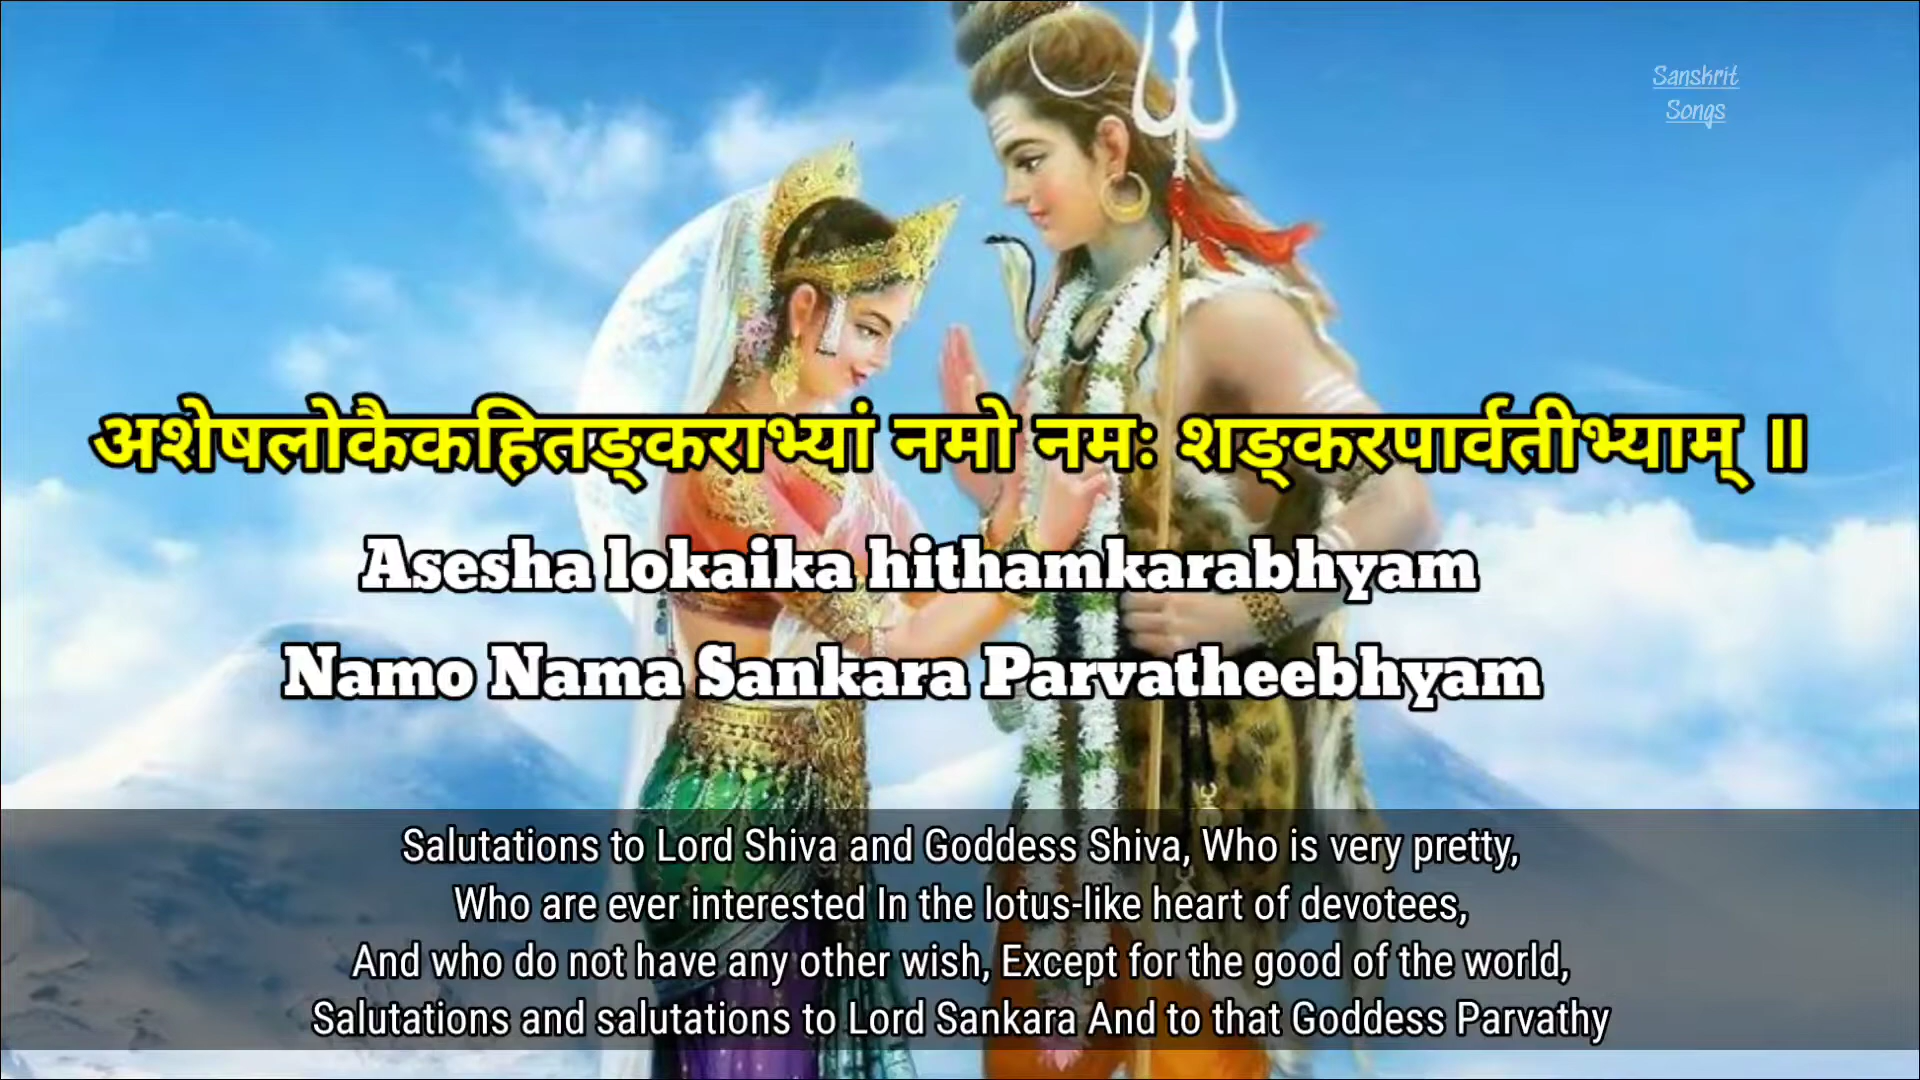 Sanskrit
Songs
अशेषलोकैकहितङ्कराभ्यां नमो नमः शङ्करपार्वतीभ्याम् ॥
Asesha lokaika hithamkarabhyam
Namo Nama Sankara Parvatheebhyam
Salutations to Lord Shiva and Goddess Shiva, Who is very pretty,
Who are ever interested In the lotus-like heart of devotees,
And who do not have any other wish, Except for the good of the world,
Salutations and salutations to Lord Sankara And to that Goddess Parvathy